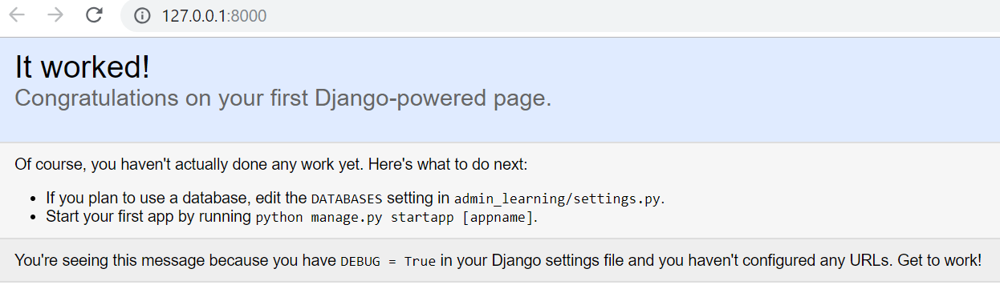 127.0.0.1:8000
It worked!
Congratulations on your first Django-powered page.
Of course, you haven't actually done any work yet. Here's what to do next:
If you plan to use a database, edit the DATABASES setting in admin_learning/settings.py.
Start your first app by running python manage.py startapp [appname].
You're seeing this message because you have DEBUG = True in your Django settings file and you haven't configured any URLs. Get to work!